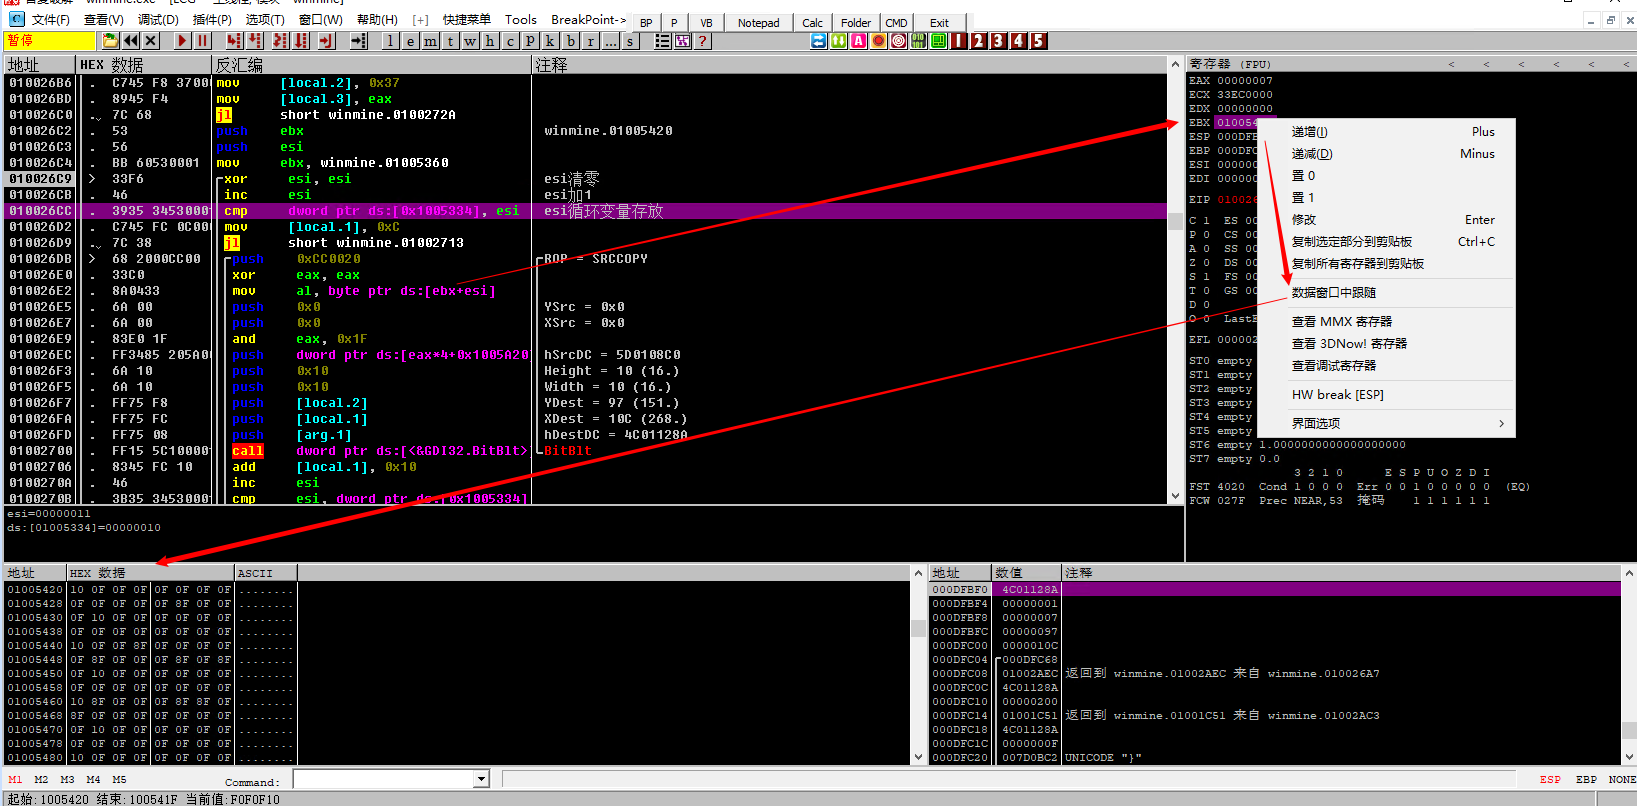 文件(F) 查看(V) 调试(D) 插件(P) 选项(T) 窗口(W) 帮助(H) [+] 快捷菜单 Tools BreakPoint-> BP P VB Notepad Calc Folder CMD Exit
暂停 l e m t w h c p k b r ... s ? 1 2 3 4 5
地址 HEX 数据 反汇编 注释
010026B6 . C745 F8 3700 mov [local.2], 0x37
010026BD . 8945 F4 mov [local.3], eax
010026C0 . 7C 68 jl short winmine.0100272A
010026C2 . 53 push ebx winmine.01005420
010026C3 . 56 push esi
010026C4 . BB 60530001 mov ebx, winmine.01005360
010026C9 > 33F6 xor esi, esi esi清零
010026CB . 46 inc esi esi加1
010026CC . 3935 3453000 cmp dword ptr ds:[0x1005334], esi esi循环变量存放
010026D2 . C745 FC 0C00 mov [local.1], 0xC
010026D9 . 7C 38 jl short winmine.01002713
010026DB > 68 2000CC00 push 0xCC0020 ROP = SRCCOPY
010026E0 . 33C0 xor eax, eax
010026E2 . 8A0433 mov al, byte ptr ds:[ebx+esi]
010026E5 . 6A 00 push 0x0 YSrc = 0x0
010026E7 . 6A 00 push 0x0 XSrc = 0x0
010026E9 . 83E0 1F and eax, 0x1F
010026EC . FF3485 205A0 push dword ptr ds:[eax*4+0x1005A20] hSrcDC = 5D0108C0
010026F3 . 6A 10 push 0x10 Height = 10 (16.)
010026F5 . 6A 10 push 0x10 Width = 10 (16.)
010026F7 . FF75 F8 push [local.2] YDest = 97 (151.)
010026FA . FF75 FC push [local.1] XDest = 10C (268.)
010026FD . FF75 08 push [arg.1] hDestDC = 4C01128A
01002700 . FF15 5C10000 call dword ptr ds:[<&GDI32.BitBlt> BitBlt
01002706 . 8345 FC 10 add [local.1], 0x10
0100270A . 46 inc esi
0100270B . 3B35 3453000 cmp esi, dword ptr ds:[0x1005334]
esi=00000011
ds:[01005334]=00000010
寄存器 (FPU) < < < < < <
EAX 00000007
ECX 33EC0000
EDX 00000000
EBX 010054
ESP 000DFB
EBP 000DFC
ESI 000000
EDI 000000
EIP 010026
C 1 ES 00
P 0 CS 00
A 0 SS 00
Z 0 DS 00
S 1 FS 00
T 0 GS 00
D 0
O 0 LastE
EFL 000002
ST0 empty
ST1 empty
ST2 empty
ST3 empty
ST4 empty
ST5 empty
ST6 empty 1.0000000000000000000
ST7 empty 0.0
3 2 1 0 E S P U O Z D I
FST 4020 Cond 1 0 0 0 Err 0 0 1 0 0 0 0 0 (EQ)
FCW 027F Prec NEAR,53 掩码 1 1 1 1 1 1
递增(I) Plus
递减(D) Minus
置 0
置 1
修改 Enter
复制选定部分到剪贴板 Ctrl+C
复制所有寄存器到剪贴板
数据窗口中跟随
查看 MMX 寄存器
查看 3DNow! 寄存器
查看调试寄存器
HW break [ESP]
界面选项
地址 HEX 数据 ASCII
01005420 10 0F 0F 0F 0F 0F 0F 0F ........
01005428 0F 0F 0F 0F 0F 8F 0F 0F ........
01005430 0F 10 0F 0F 0F 0F 0F 0F ........
01005438 0F 0F 0F 0F 0F 0F 0F 0F ........
01005440 10 0F 0F 8F 0F 0F 0F 0F ........
01005448 0F 8F 0F 0F 0F 8F 0F 8F ........
01005450 0F 10 0F 0F 0F 0F 0F 0F ........
01005458 0F 0F 0F 0F 0F 0F 0F 0F ........
01005460 10 8F 0F 0F 0F 8F 8F 0F ........
01005468 8F 0F 0F 0F 0F 0F 0F 0F ........
01005470 0F 10 0F 0F 0F 0F 0F 0F ........
01005478 0F 0F 0F 0F 0F 0F 0F 0F ........
01005480 10 0F 0F 0F 0F 0F 0F 0F ........
地址 数值 注释
000DFBF0 4C01128A
000DFBF4 00000001
000DFBF8 00000007
000DFBFC 00000097
000DFC00 0000010C
000DFC04 000DFC68
000DFC08 01002AEC 返回到 winmine.01002AEC 来自 winmine.010026A7
000DFC0C 4C01128A
000DFC10 00000200
000DFC14 01001C51 返回到 winmine.01001C51 来自 winmine.01002AC3
000DFC18 4C01128A
000DFC1C 0000000F
000DFC20 007D0BC2 UNICODE "}"
M1 M2 M3 M4 M5 Command: ESP EBP NONE
起始:1005420 结束:100541F 当前值:F0F0F10